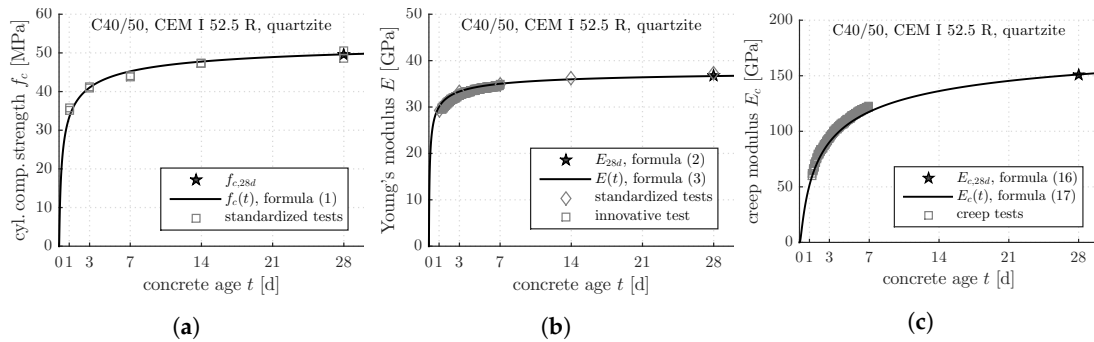 C40/50, CEM I 52.5 R, quartzite
cyl. comp. strength f_c [MPa]
60
50
40
30
20
10
0
f_{c,28d}
f_c(t), formula (1)
standardized tests
0 1 3 7 14 21 28
concrete age t [d]
(a)
C40/50, CEM I 52.5 R, quartzite
Young's modulus E [GPa]
50
40
30
20
10
0
E_{28d}, formula (2)
E(t), formula (3)
standardized tests
innovative test
0 1 3 7 14 21 28
concrete age t [d]
(b)
C40/50, CEM I 52.5 R, quartzite
creep modulus E_c [GPa]
200
150
100
50
0
E_{c,28d}, formula (16)
E_c(t), formula (17)
creep tests
0 1 3 7 14 21 28
concrete age t [d]
(c)